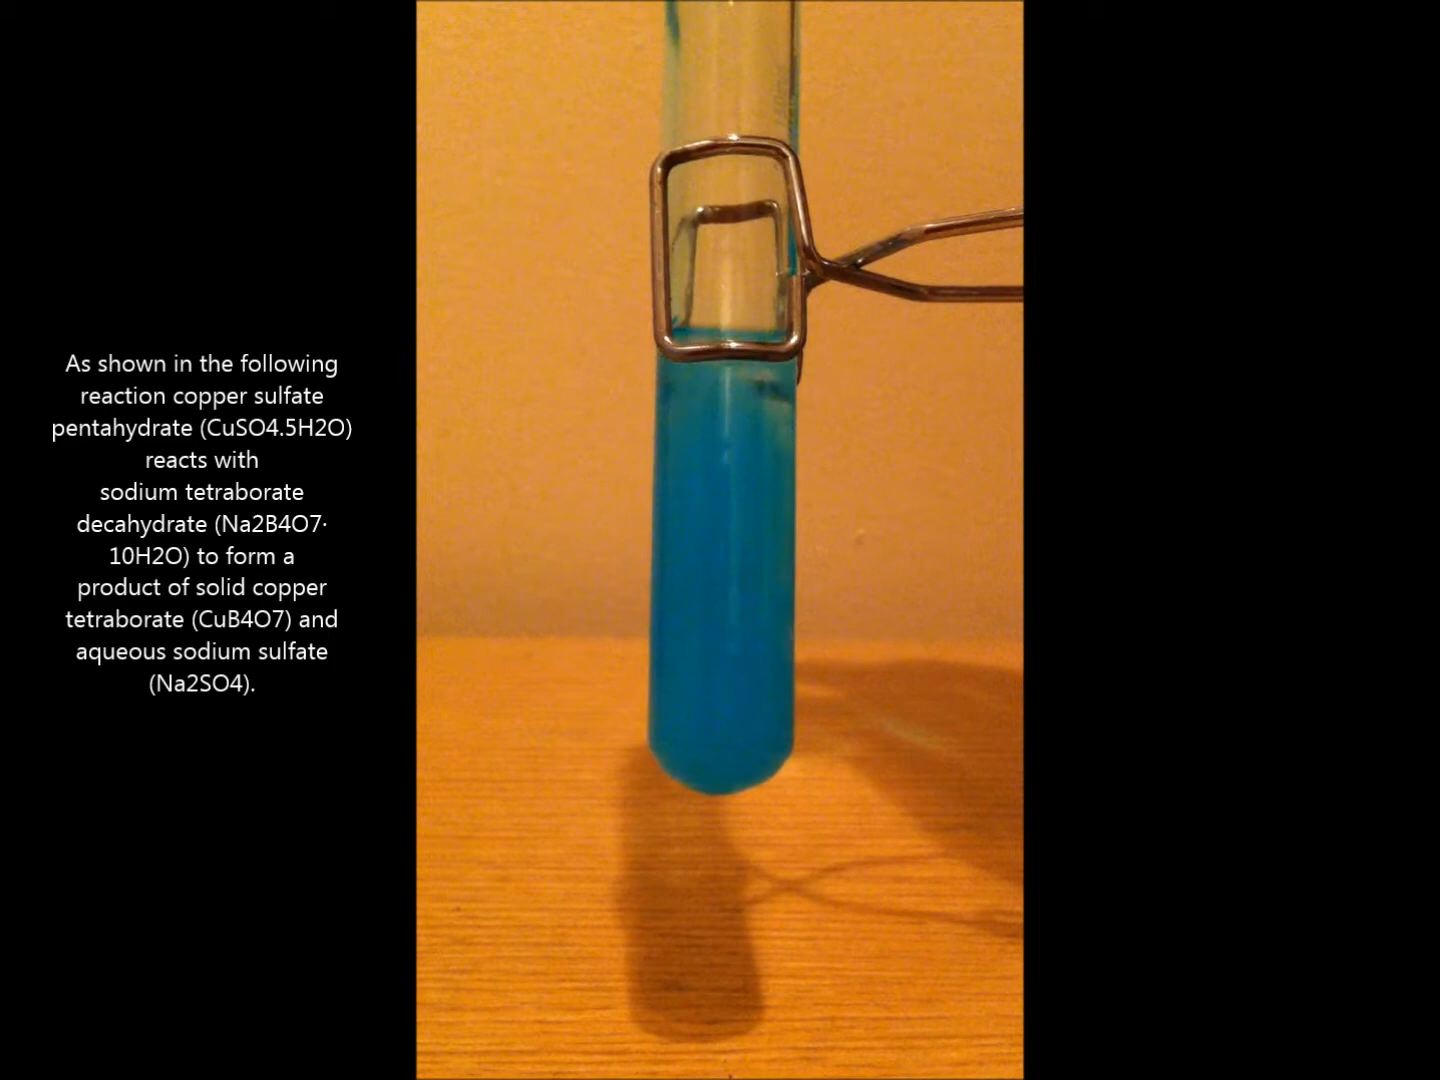 As shown in the following
reaction copper sulfate
pentahydrate (CuSO4.5H2O)
reacts with
sodium tetraborate
decahydrate (Na2B4O7·
10H2O) to form a
product of solid copper
tetraborate (CuB4O7) and
aqueous sodium sulfate
(Na2SO4).